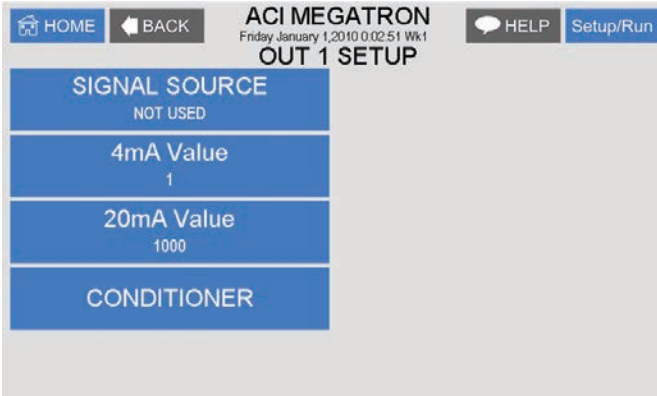 HOME
BACK
ACI MEGATRON
HELP
Setup/Run
Friday January 1,2010 0:02:51 Wk1
OUT 1 SETUP
SIGNAL SOURCE
NOT USED
4mA Value
1
20mA Value
1000
CONDITIONER